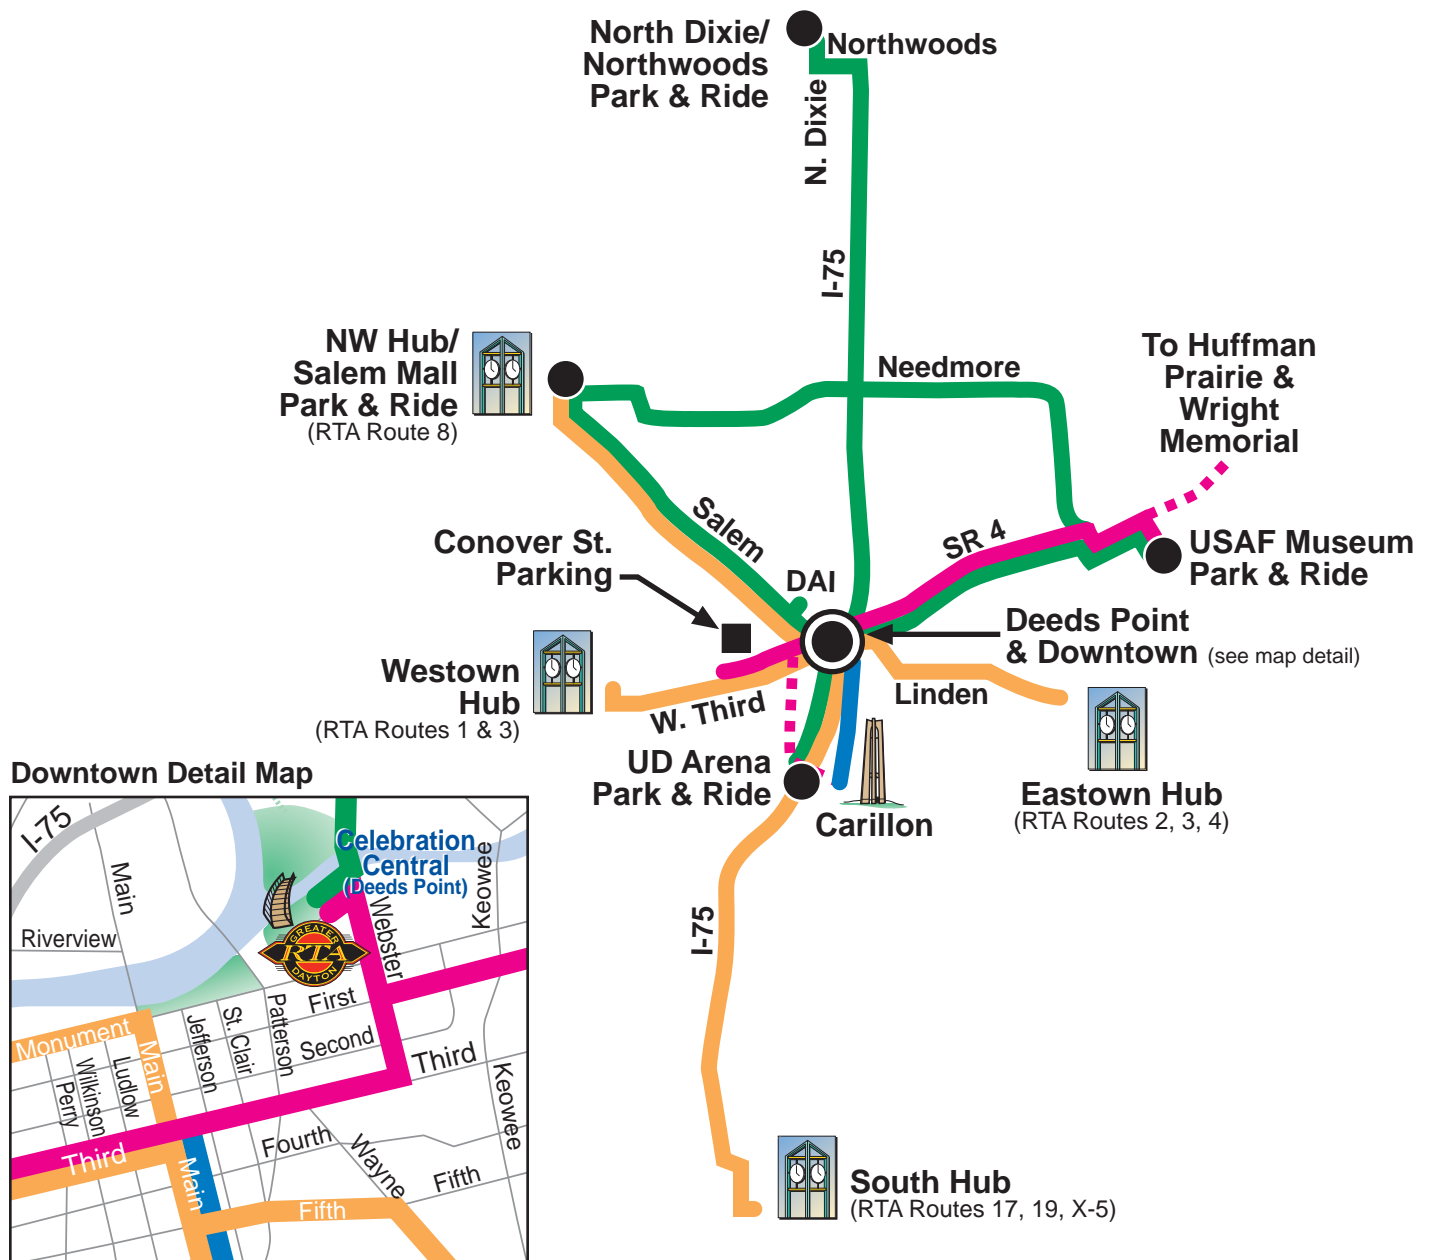 North Dixie/
Northwoods
Park & Ride
Northwoods
N. Dixie
I-75
NW Hub/
Salem Mall
Park & Ride
(RTA Route 8)
Needmore
To Huffman
Prairie &
Wright
Memorial
Salem
SR 4
Conover St.
Parking
DAI
USAF Museum
Park & Ride
Deeds Point
& Downtown (see map detail)
Westown
Hub
(RTA Routes 1 & 3)
W. Third
Linden
UD Arena
Park & Ride
Carillon
Eastown Hub
(RTA Routes 2, 3, 4)
I-75
South Hub
(RTA Routes 17, 19, X-5)
Downtown Detail Map
I-75
Main
Riverview
Celebration
Central
(Deeds Point)
Keowee
Webster
GREATER
RTA
DAYTON
First
Patterson
St. Clair
Jefferson
Second
Third
Monument
Main
Ludlow
Wilkinson
Perry
Keowee
Third
Main
Fourth
Wayne
Fifth
Fifth